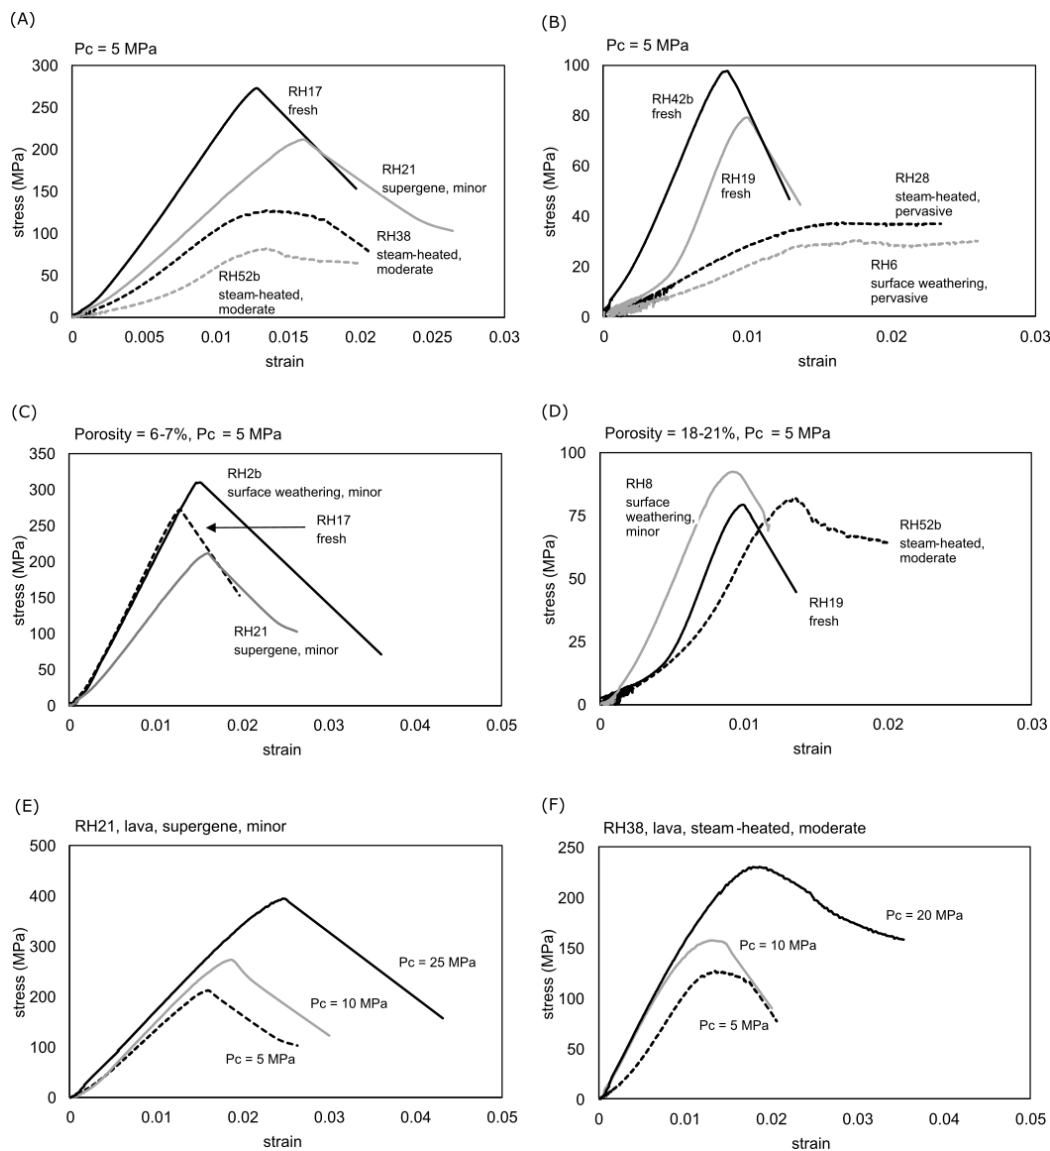 (A)
Pc = 5 MPa
300
250
200
150
100
50
0
stress (MPa)
RH17
fresh
RH21
supergene, minor
RH38
steam-heated,
moderate
RH52b
steam-heated,
moderate
0
0.005
0.01
0.015
0.02
0.025
0.03
strain
(B)
Pc = 5 MPa
100
80
60
40
20
0
stress (MPa)
RH42b
fresh
RH19
fresh
RH28
steam-heated,
pervasive
RH6
surface weathering,
pervasive
0
0.01
0.02
0.03
strain
(C)
Porosity = 6-7%, Pc = 5 MPa
350
300
250
200
150
100
50
0
stress (MPa)
RH2b
surface weathering, minor
RH17
fresh
RH21
supergene, minor
0
0.01
0.02
0.03
0.04
0.05
strain
(D)
Porosity = 18-21%, Pc = 5 MPa
100
75
50
25
0
stress (MPa)
RH8
surface
weathering,
minor
RH52b
steam-heated,
moderate
RH19
fresh
0
0.01
0.02
0.03
strain
(E)
RH21, lava, supergene, minor
500
400
300
200
100
0
stress (MPa)
Pc = 25 MPa
Pc = 10 MPa
Pc = 5 MPa
0
0.01
0.02
0.03
0.04
0.05
strain
(F)
RH38, lava, steam-heated, moderate
250
200
150
100
50
0
stress (MPa)
Pc = 20 MPa
Pc = 10 MPa
Pc = 5 MPa
0
0.01
0.02
0.03
0.04
0.05
strain